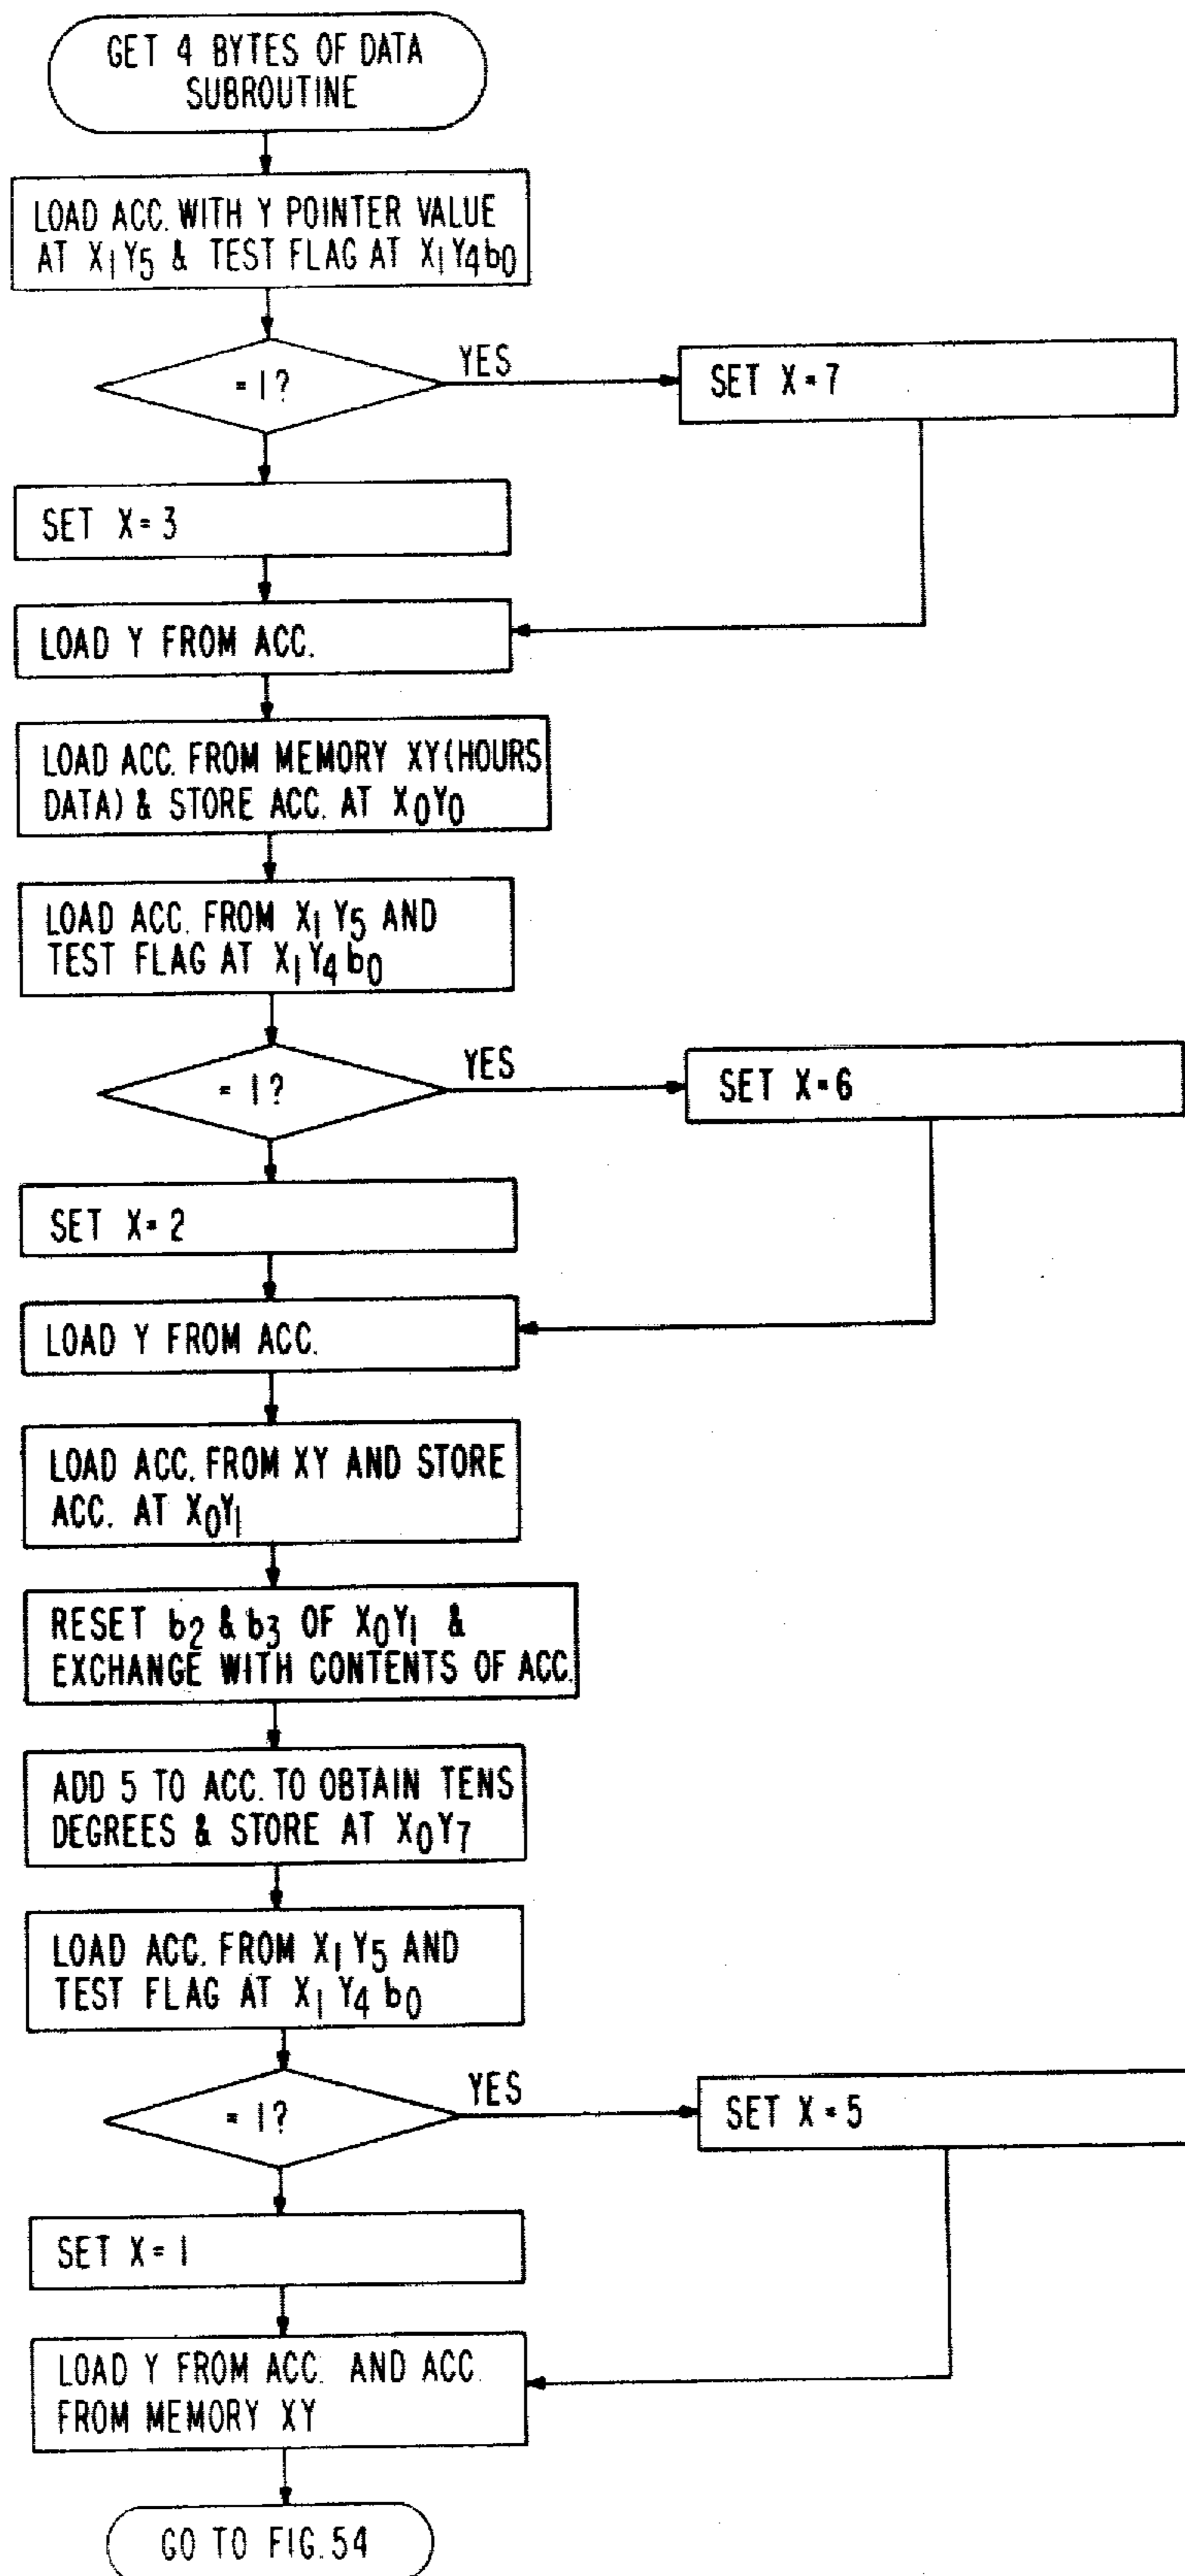 GET 4 BYTES OF DATA
SUBROUTINE
LOAD ACC. WITH Y POINTER VALUE
AT X1Y5 & TEST FLAG AT X1Y4b0
= 1?
YES
SET X=7
SET X=3
LOAD Y FROM ACC.
LOAD ACC. FROM MEMORY XY(HOURS
DATA) & STORE ACC. AT X0Y0
LOAD ACC. FROM X1Y5 AND
TEST FLAG AT X1Y4b0
= 1?
YES
SET X=6
SET X=2
LOAD Y FROM ACC.
LOAD ACC. FROM XY AND STORE
ACC. AT X0Y1
RESET b2 & b3 OF X0Y1 &
EXCHANGE WITH CONTENTS OF ACC.
ADD 5 TO ACC. TO OBTAIN TENS
DEGREES & STORE AT X0Y7
LOAD ACC. FROM X1Y5 AND
TEST FLAG AT X1Y4b0
= 1?
YES
SET X=5
SET X=1
LOAD Y FROM ACC. AND ACC.
FROM MEMORY XY
GO TO FIG.54